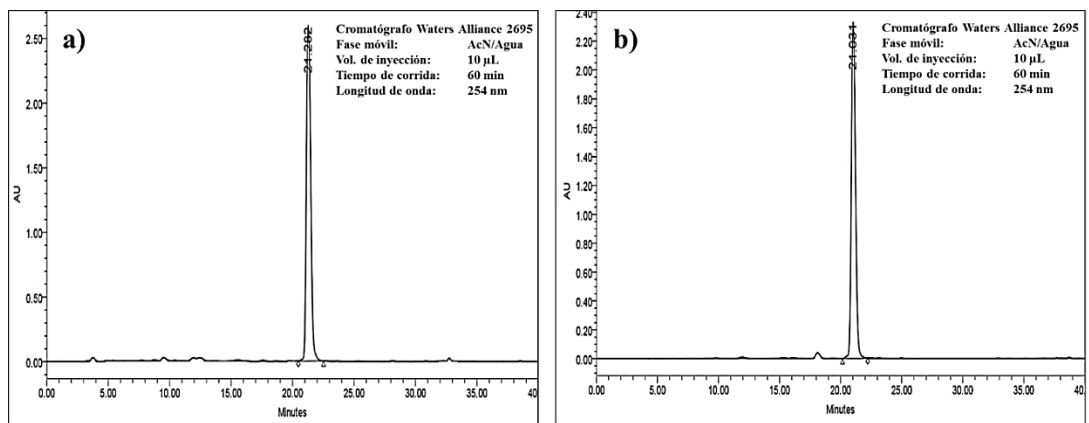 a)
Cromatógrafo Waters Alliance 2695
Fase móvil: AcN/Agua
Vol. de inyección: 10 µL
Tiempo de corrida: 60 min
Longitud de onda: 254 nm
21.282
AU
2.50
2.00
1.50
1.00
0.50
0.00
0.00 5.00 10.00 15.00 20.00 25.00 30.00 35.00 40.
Minutes
b)
Cromatógrafo Waters Alliance 2695
Fase móvil: AcN/Agua
Vol. de inyección: 10 µL
Tiempo de corrida: 60 min
Longitud de onda: 254 nm
21.031
AU
2.40
2.20
2.00
1.80
1.60
1.40
1.20
1.00
0.80
0.60
0.40
0.20
0.00
0.00 5.00 10.00 15.00 20.00 25.00 30.00 35.00 40.
Minutes